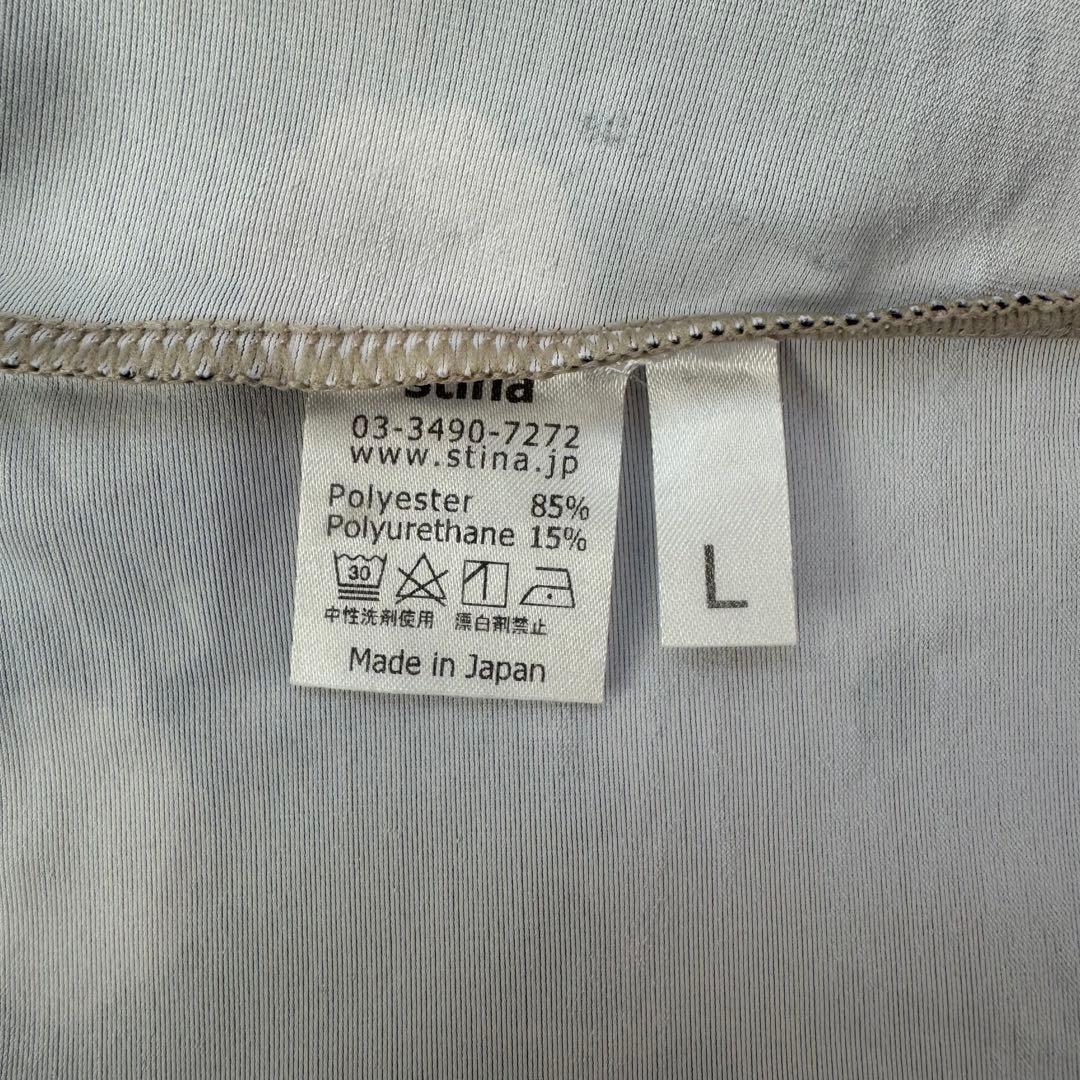 stina
03-3490-7272
www.stina.jp
Polyester 85%
Polyurethane 15%
30
中性洗剤使用 漂白剤禁止
Made in Japan
L